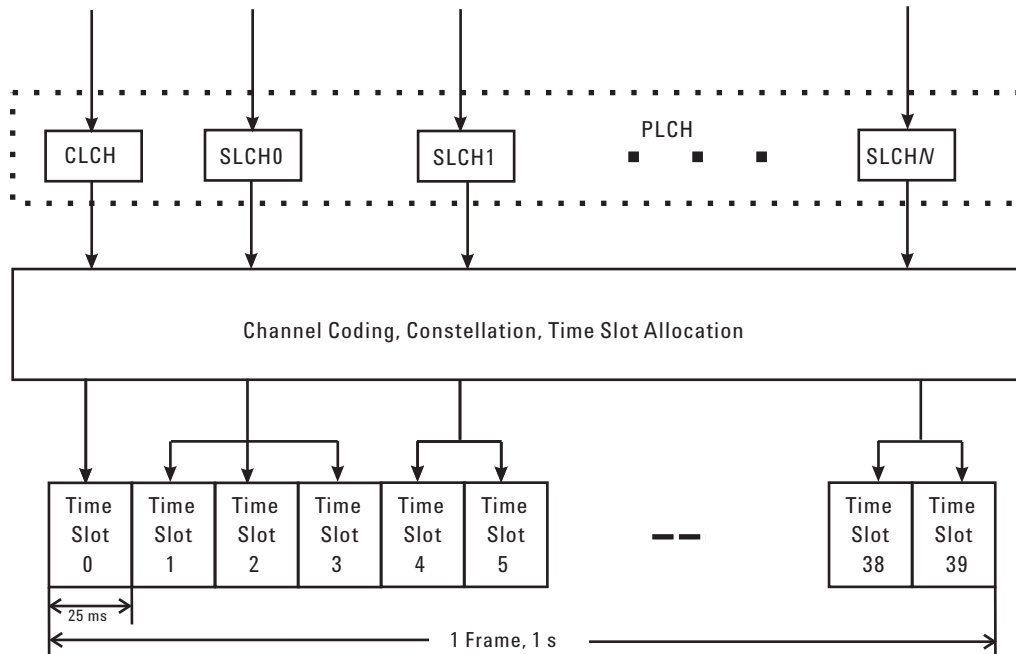 PLCH
CLCH
SLCH0
SLCH1
SLCHN
Channel Coding, Constellation, Time Slot Allocation
Time
Slot
0
Time
Slot
1
Time
Slot
2
Time
Slot
3
Time
Slot
4
Time
Slot
5
Time
Slot
38
Time
Slot
39
25 ms
1 Frame, 1 s